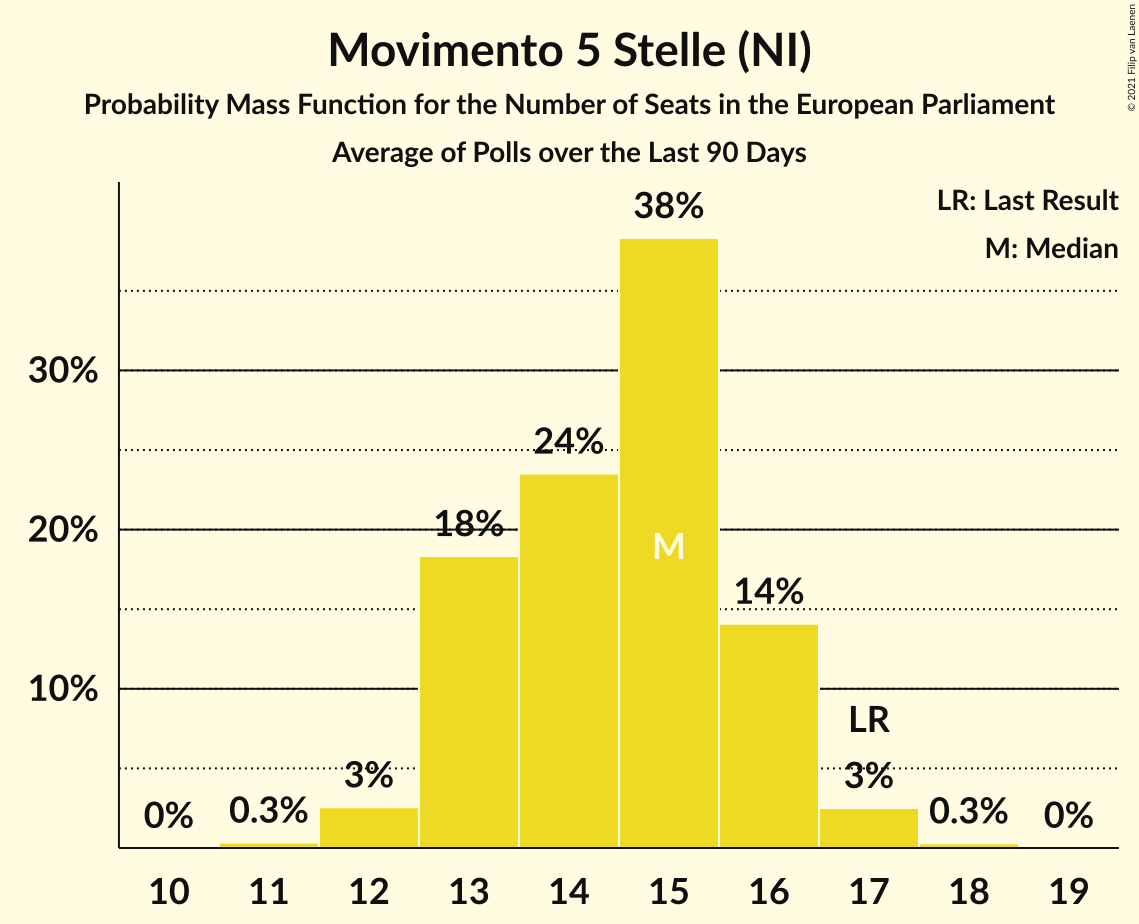 Movimento 5 Stelle (NI)
Probability Mass Function for the Number of Seats in the European Parliament
Average of Polls over the Last 90 Days
© 2021 Filip van Laenen
LR: Last Result
M: Median
38%
30%
24%
20%
18%
M
14%
10%
LR
3%
3%
0%
0.3%
0.3%
0%
10 11 12 13 14 15 16 17 18 19